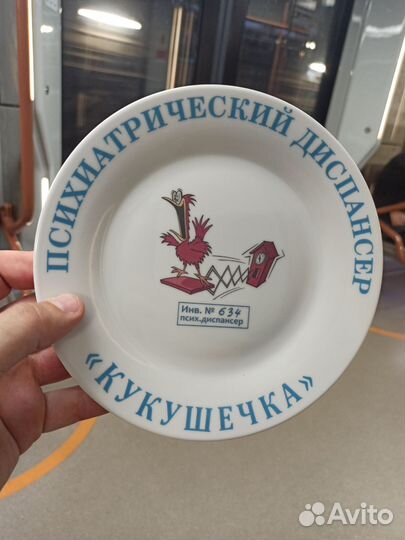 ПСИХИАТРИЧЕСКИЙ ДИСПАНСЕР
Инв. № 634
псих.диспансер
«КУКУШЕЧКА»
Avito